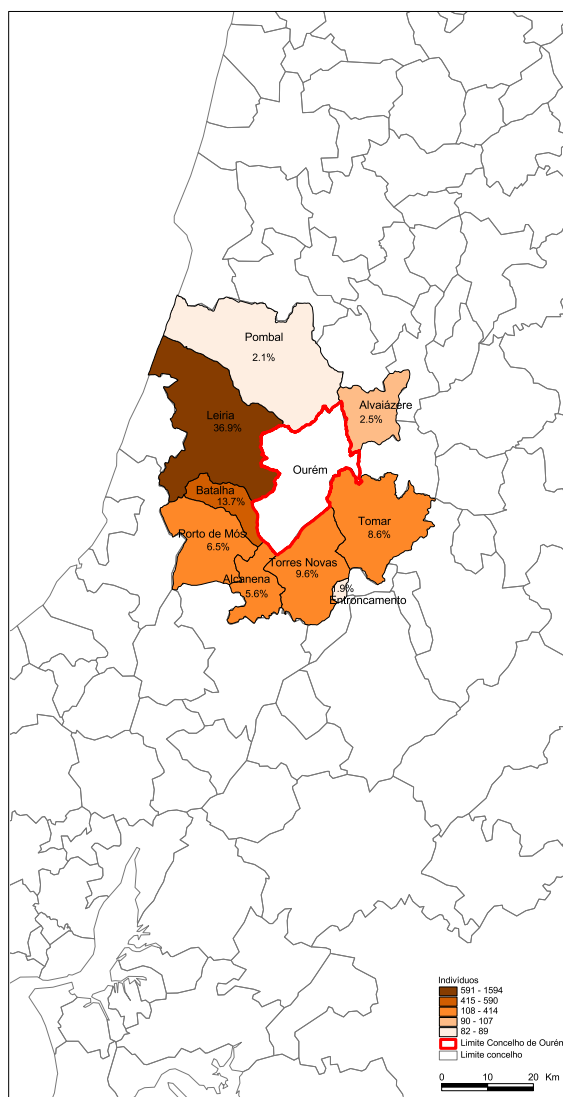 Pombal
2.1%
Alvaiázere
2.5%
Leiria
36.9%
Ourém
Batalha
13.7%
Tomar
8.6%
Porto de Mós
6.5%
Torres Novas
9.6%
Alcanena
5.6%
1.9%
Entroncamento
Indivíduos
591 - 1594
415 - 590
108 - 414
90 - 107
82 - 89
Limite Concelho de Ourén
Limite concelho
0 10 20 Km